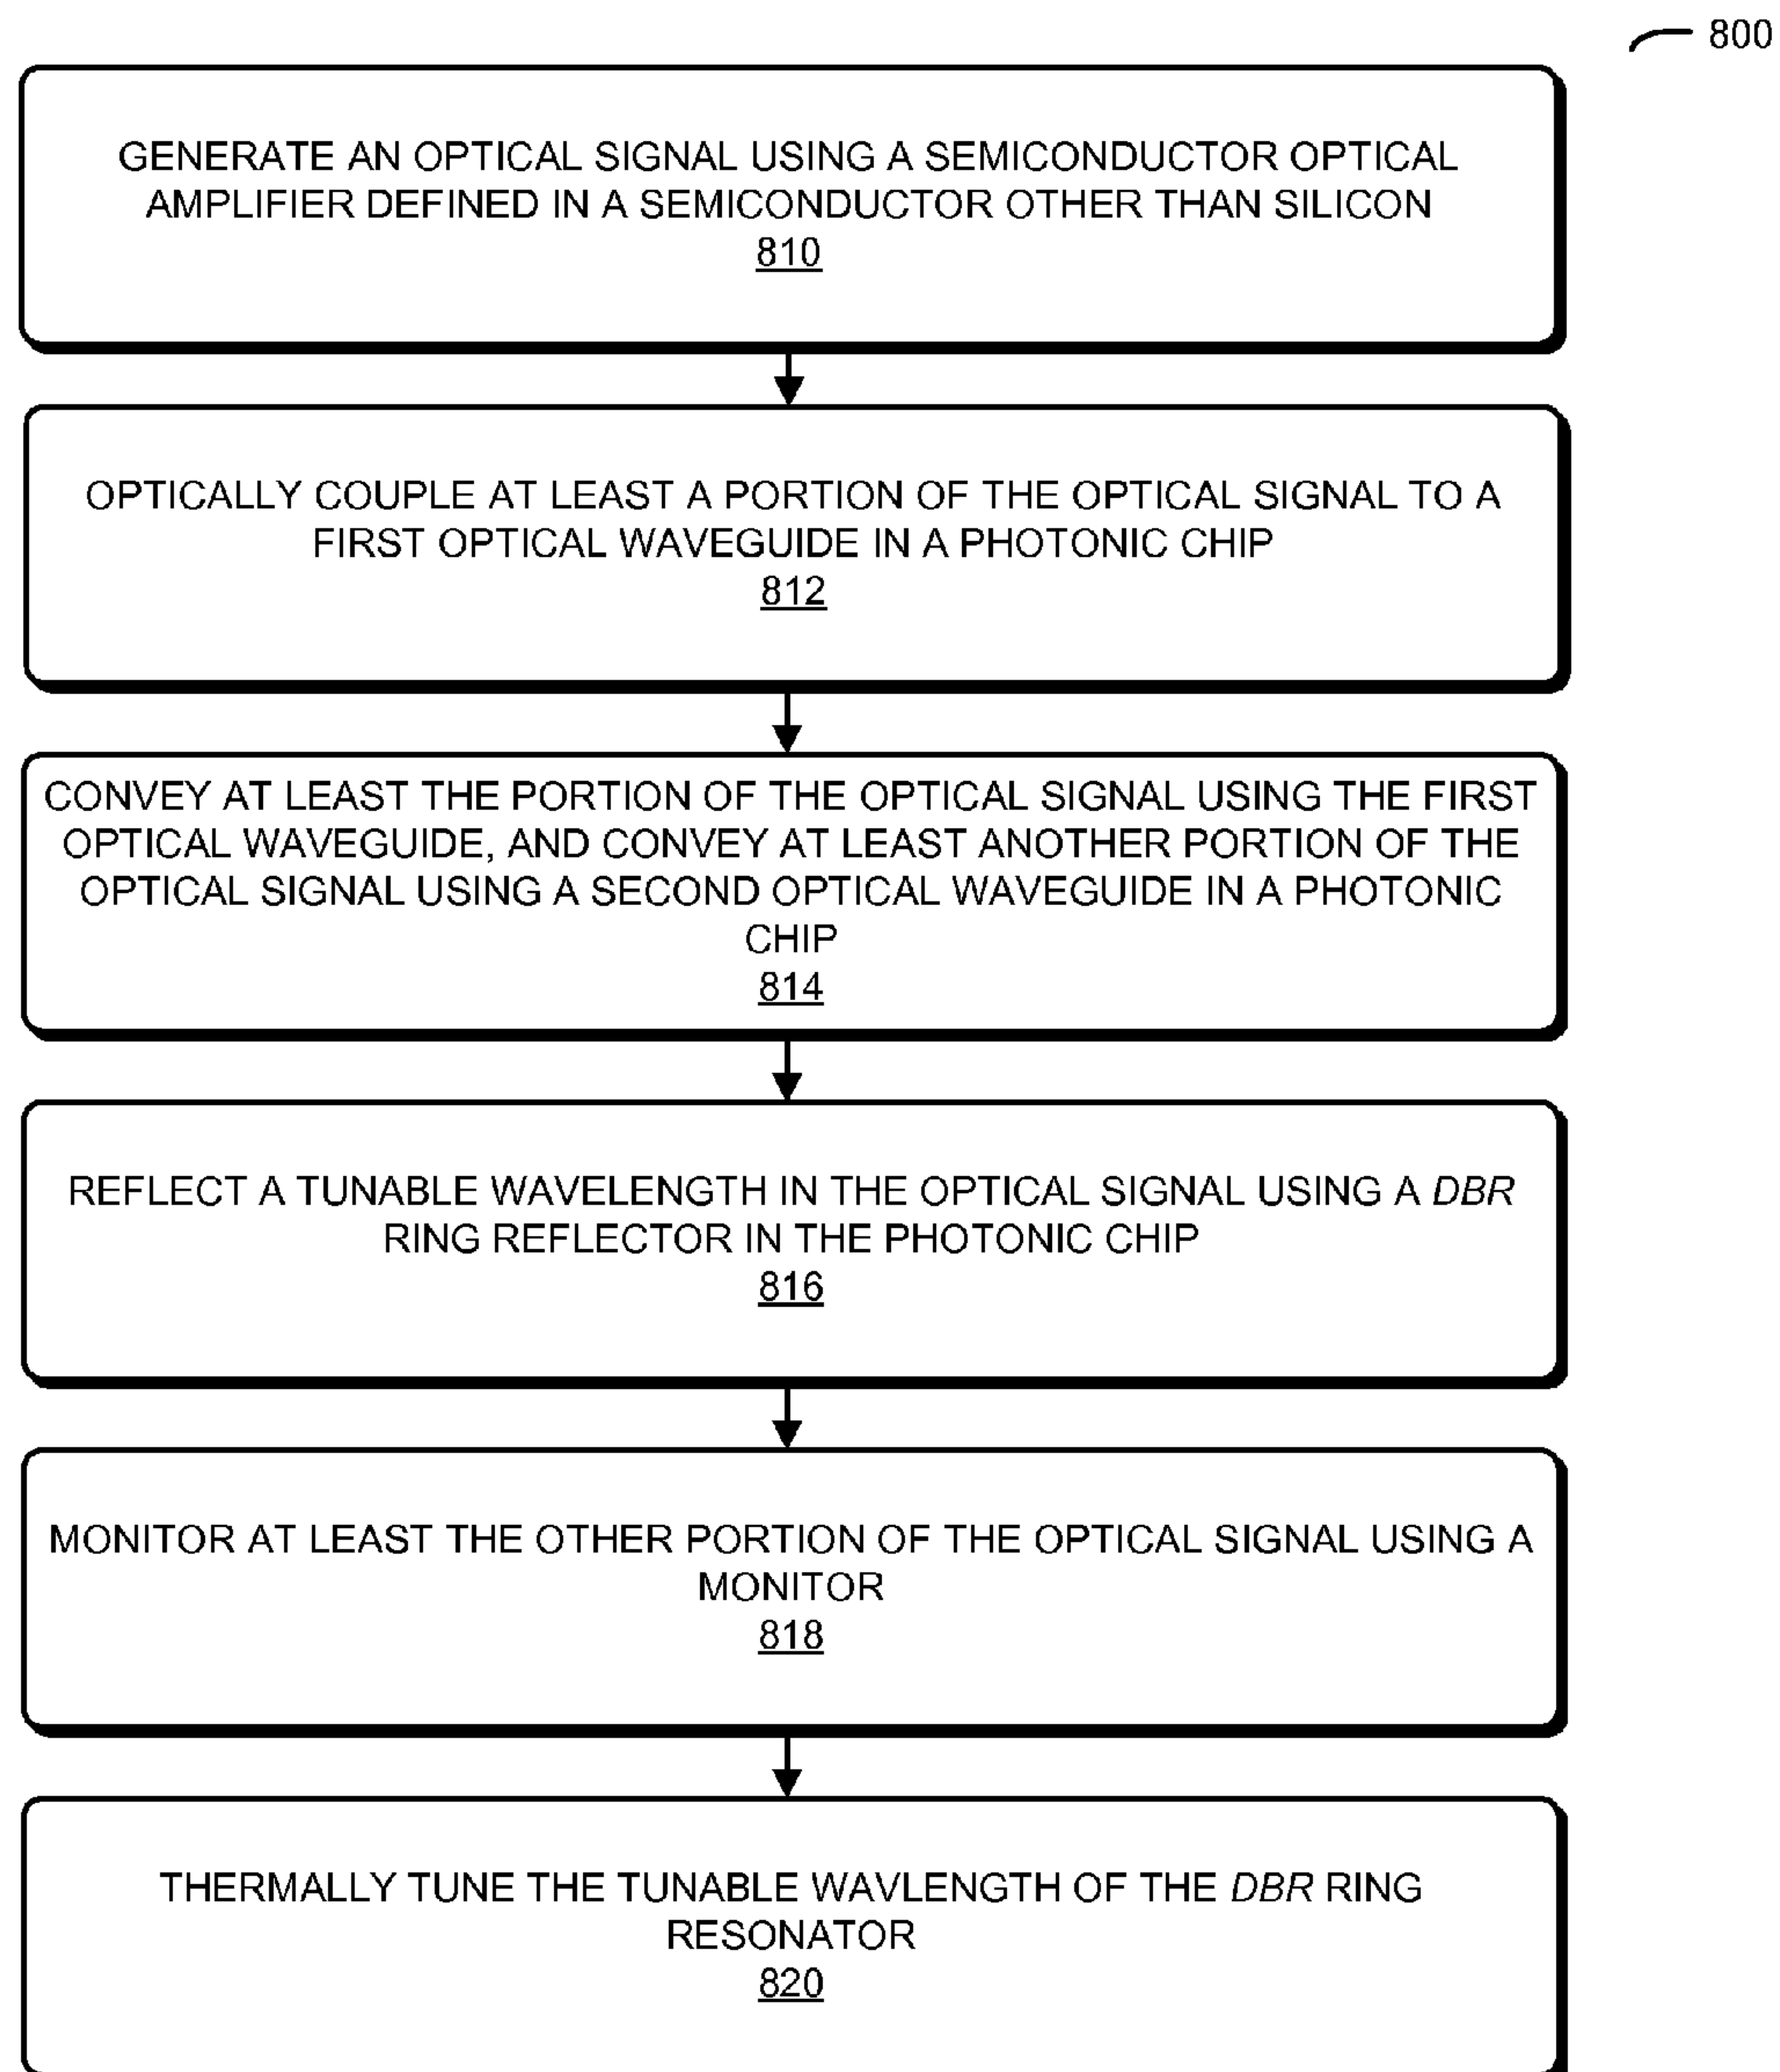 800
GENERATE AN OPTICAL SIGNAL USING A SEMICONDUCTOR OPTICAL
AMPLIFIER DEFINED IN A SEMICONDUCTOR OTHER THAN SILICON
810
OPTICALLY COUPLE AT LEAST A PORTION OF THE OPTICAL SIGNAL TO A
FIRST OPTICAL WAVEGUIDE IN A PHOTONIC CHIP
812
CONVEY AT LEAST THE PORTION OF THE OPTICAL SIGNAL USING THE FIRST
OPTICAL WAVEGUIDE, AND CONVEY AT LEAST ANOTHER PORTION OF THE
OPTICAL SIGNAL USING A SECOND OPTICAL WAVEGUIDE IN A PHOTONIC
CHIP
814
REFLECT A TUNABLE WAVELENGTH IN THE OPTICAL SIGNAL USING A DBR
RING REFLECTOR IN THE PHOTONIC CHIP
816
MONITOR AT LEAST THE OTHER PORTION OF THE OPTICAL SIGNAL USING A
MONITOR
818
THERMALLY TUNE THE TUNABLE WAVLENGTH OF THE DBR RING
RESONATOR
820